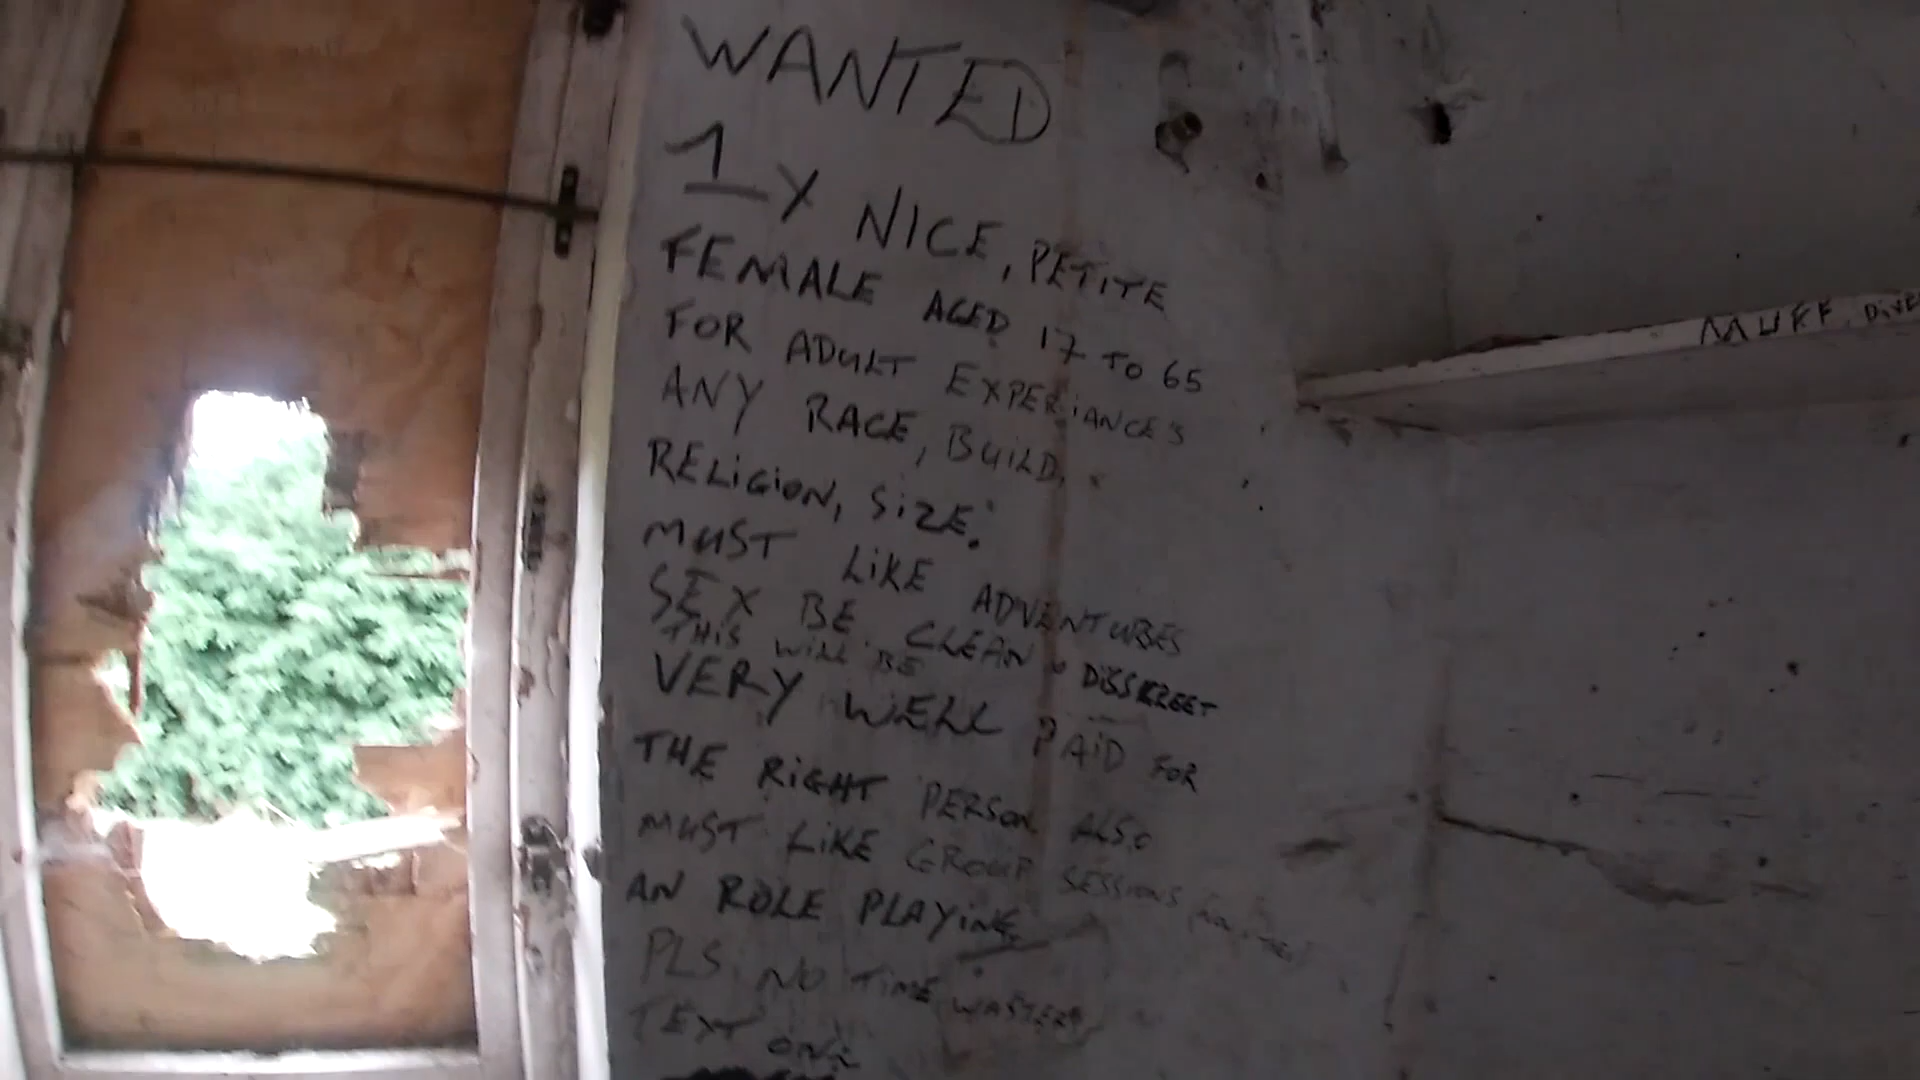 WANTED
1 X NICE, PETITE
FEMALE AGED 17 TO 65
FOR ADULT EXPERIANCES
ANY RACE, BUILD,
RELIGION, SIZE.
MUST LIKE ADVENTURES
SEX BE CLEAN DISSKREET
THIS WILL BE
VERY WELL PAID FOR
THE RIGHT PERSON ALSO
MUST LIKE GROUP SESSIONS
AN ROLE PLAYING
PLS NO TIME WASTERS
TEXT
MUFF DIVE